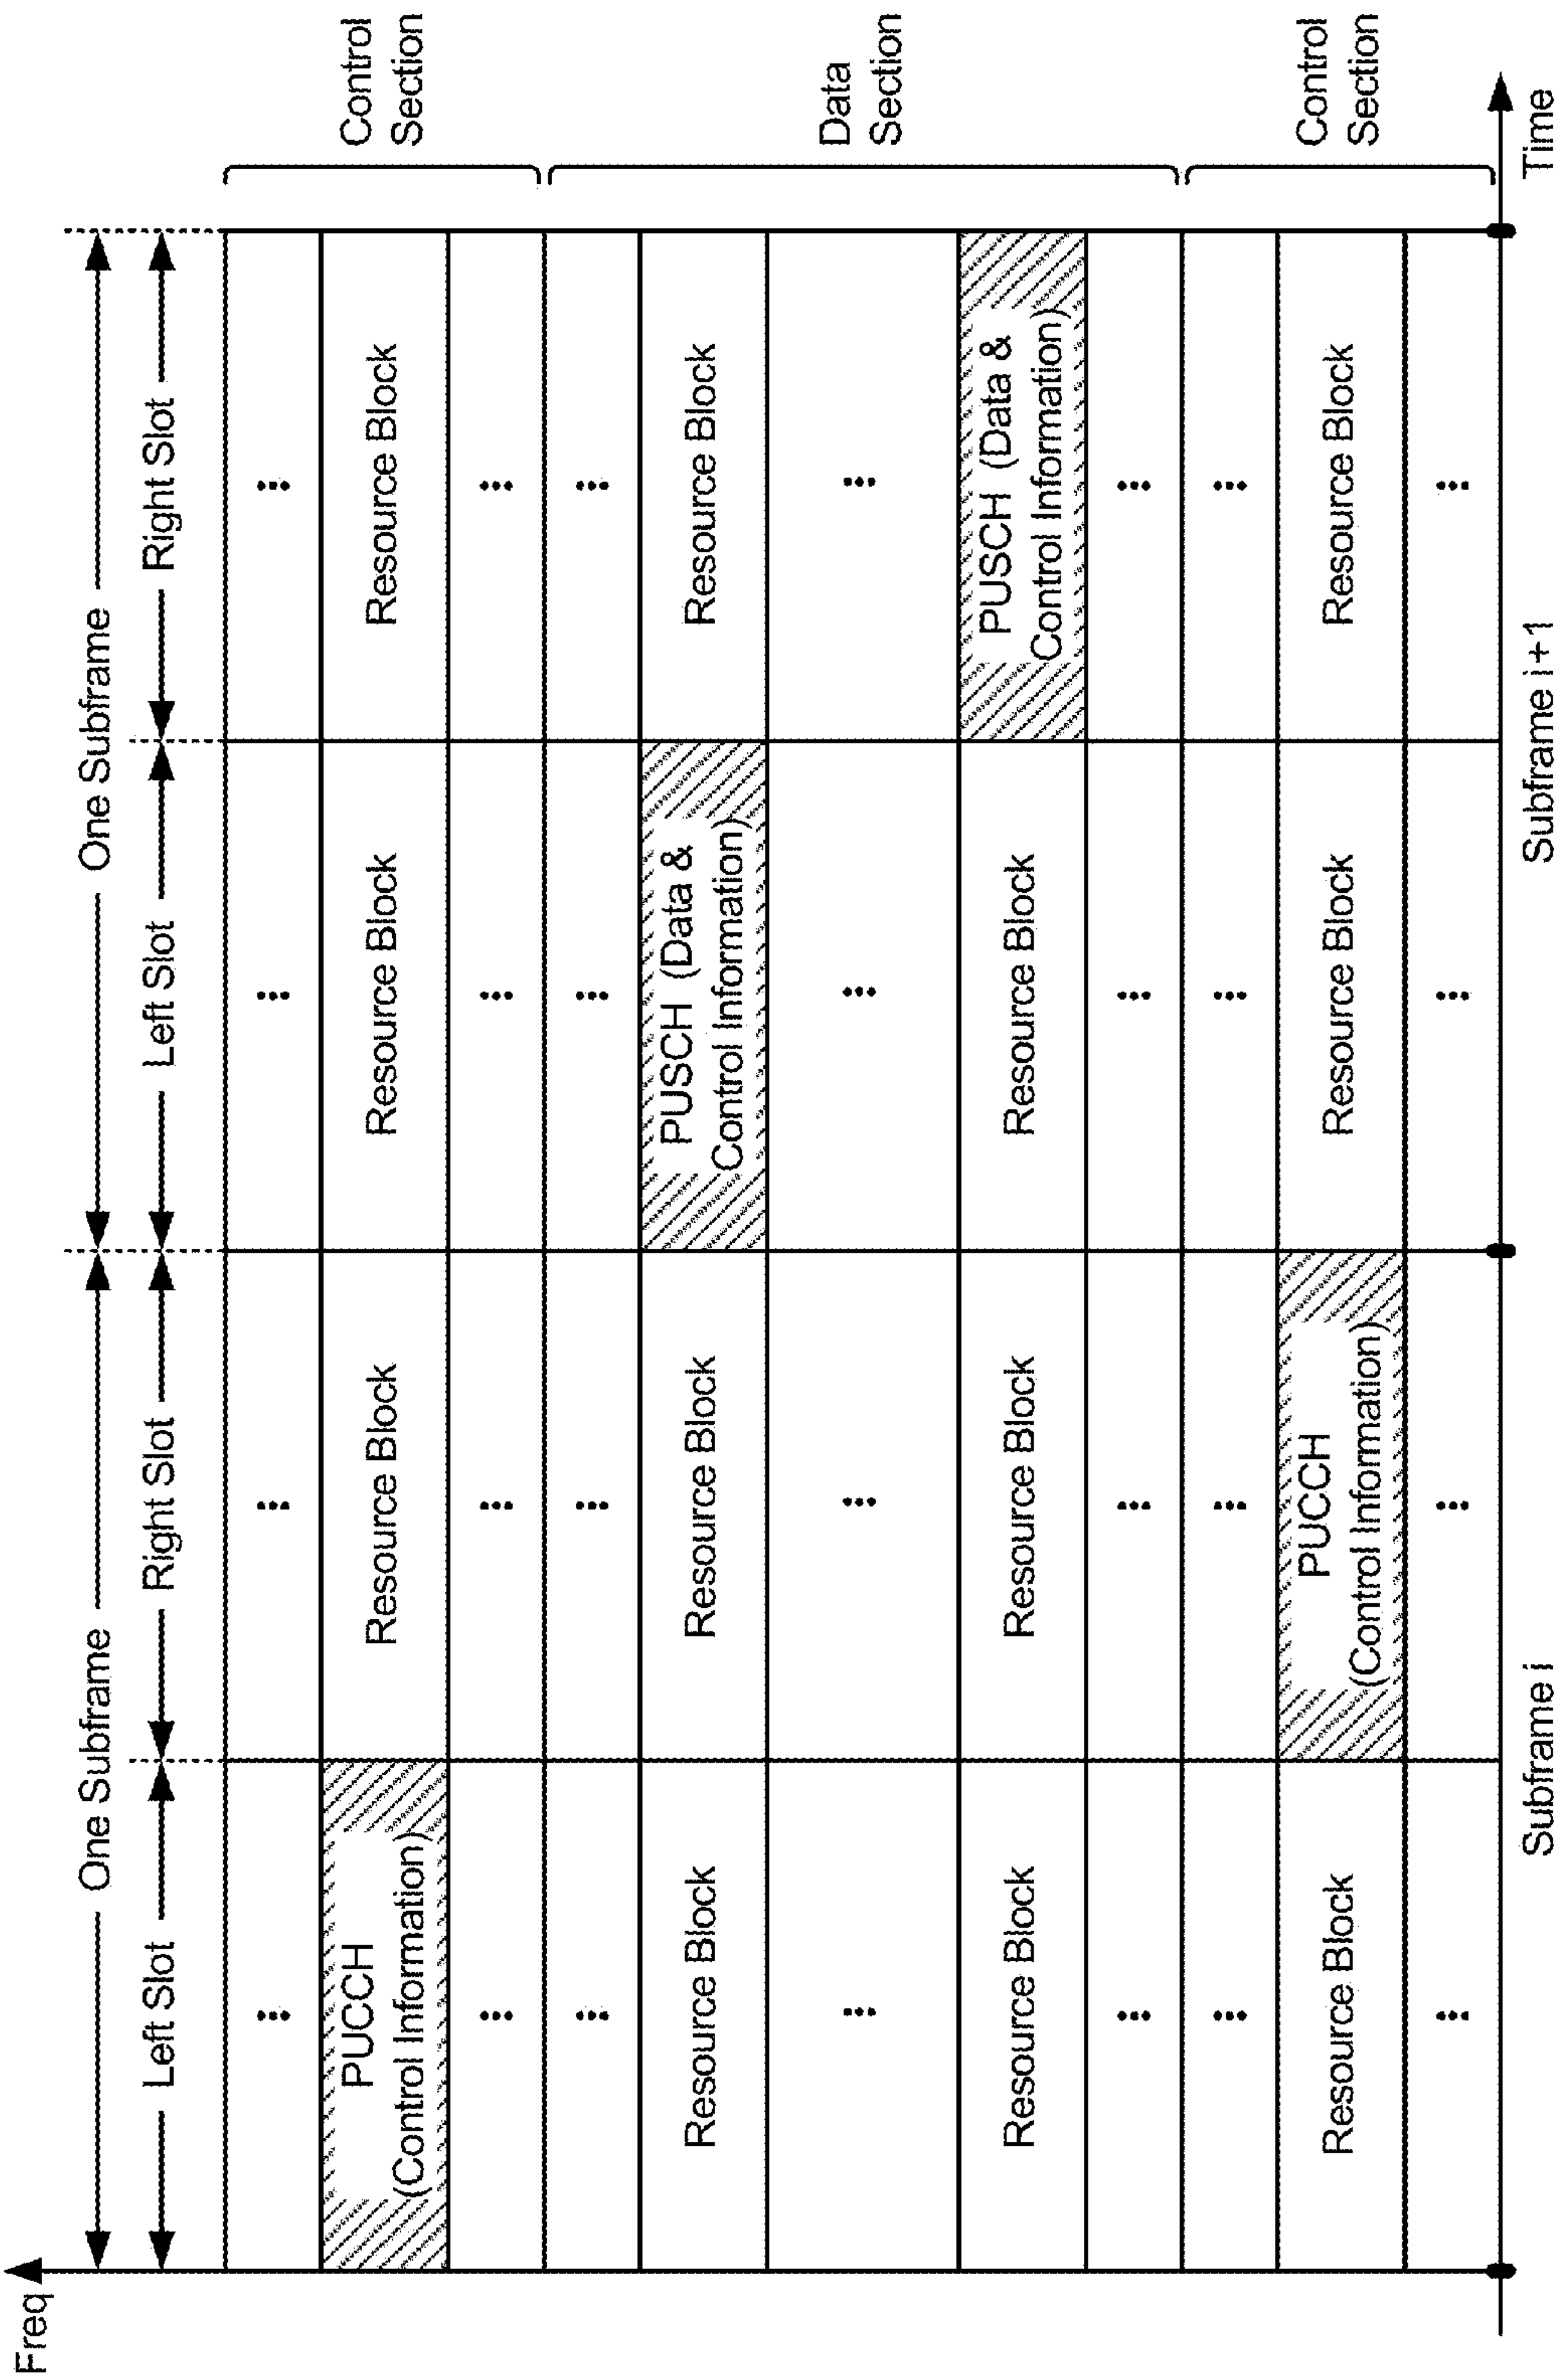 Freq
One Subframe
One Subframe
Left Slot
Right Slot
Left Slot
Right Slot
...
...
...
...
PUCCH
(Control Information)
Resource Block
Resource Block
Resource Block
Control
Section
...
...
...
...
...
...
...
...
Resource Block
Resource Block
PUSCH (Data &
Control Information)
Resource Block
...
...
...
...
Data
Section
Resource Block
Resource Block
Resource Block
PUSCH (Data &
Control Information)
...
...
...
...
...
...
...
...
Resource Block
PUCCH
(Control Information)
Resource Block
Resource Block
Control
Section
...
...
...
...
Subframe i
Subframe i+1
Time